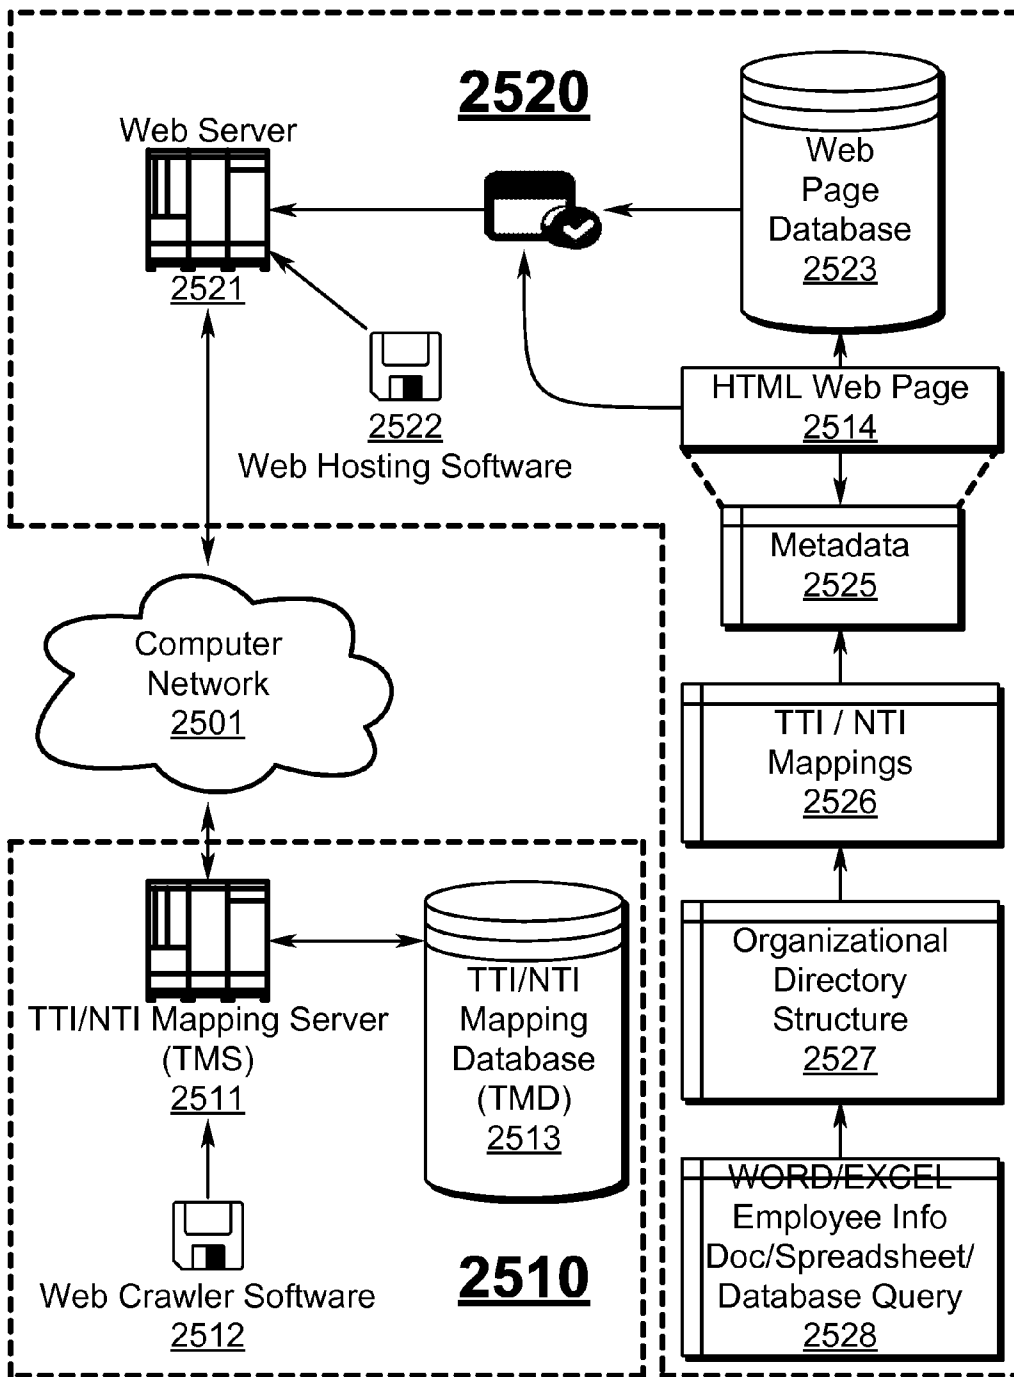 2520
Web Server
2521
2522
Web Hosting Software
Web
Page
Database
2523
HTML Web Page
2514
Metadata
2525
TTI / NTI
Mappings
2526
Organizational
Directory
Structure
2527
WORD/EXCEL
Employee Info
Doc/Spreadsheet/
Database Query
2528
Computer
Network
2501
TTI/NTI Mapping Server
(TMS)
2511
TTI/NTI
Mapping
Database
(TMD)
2513
Web Crawler Software
2512
2510